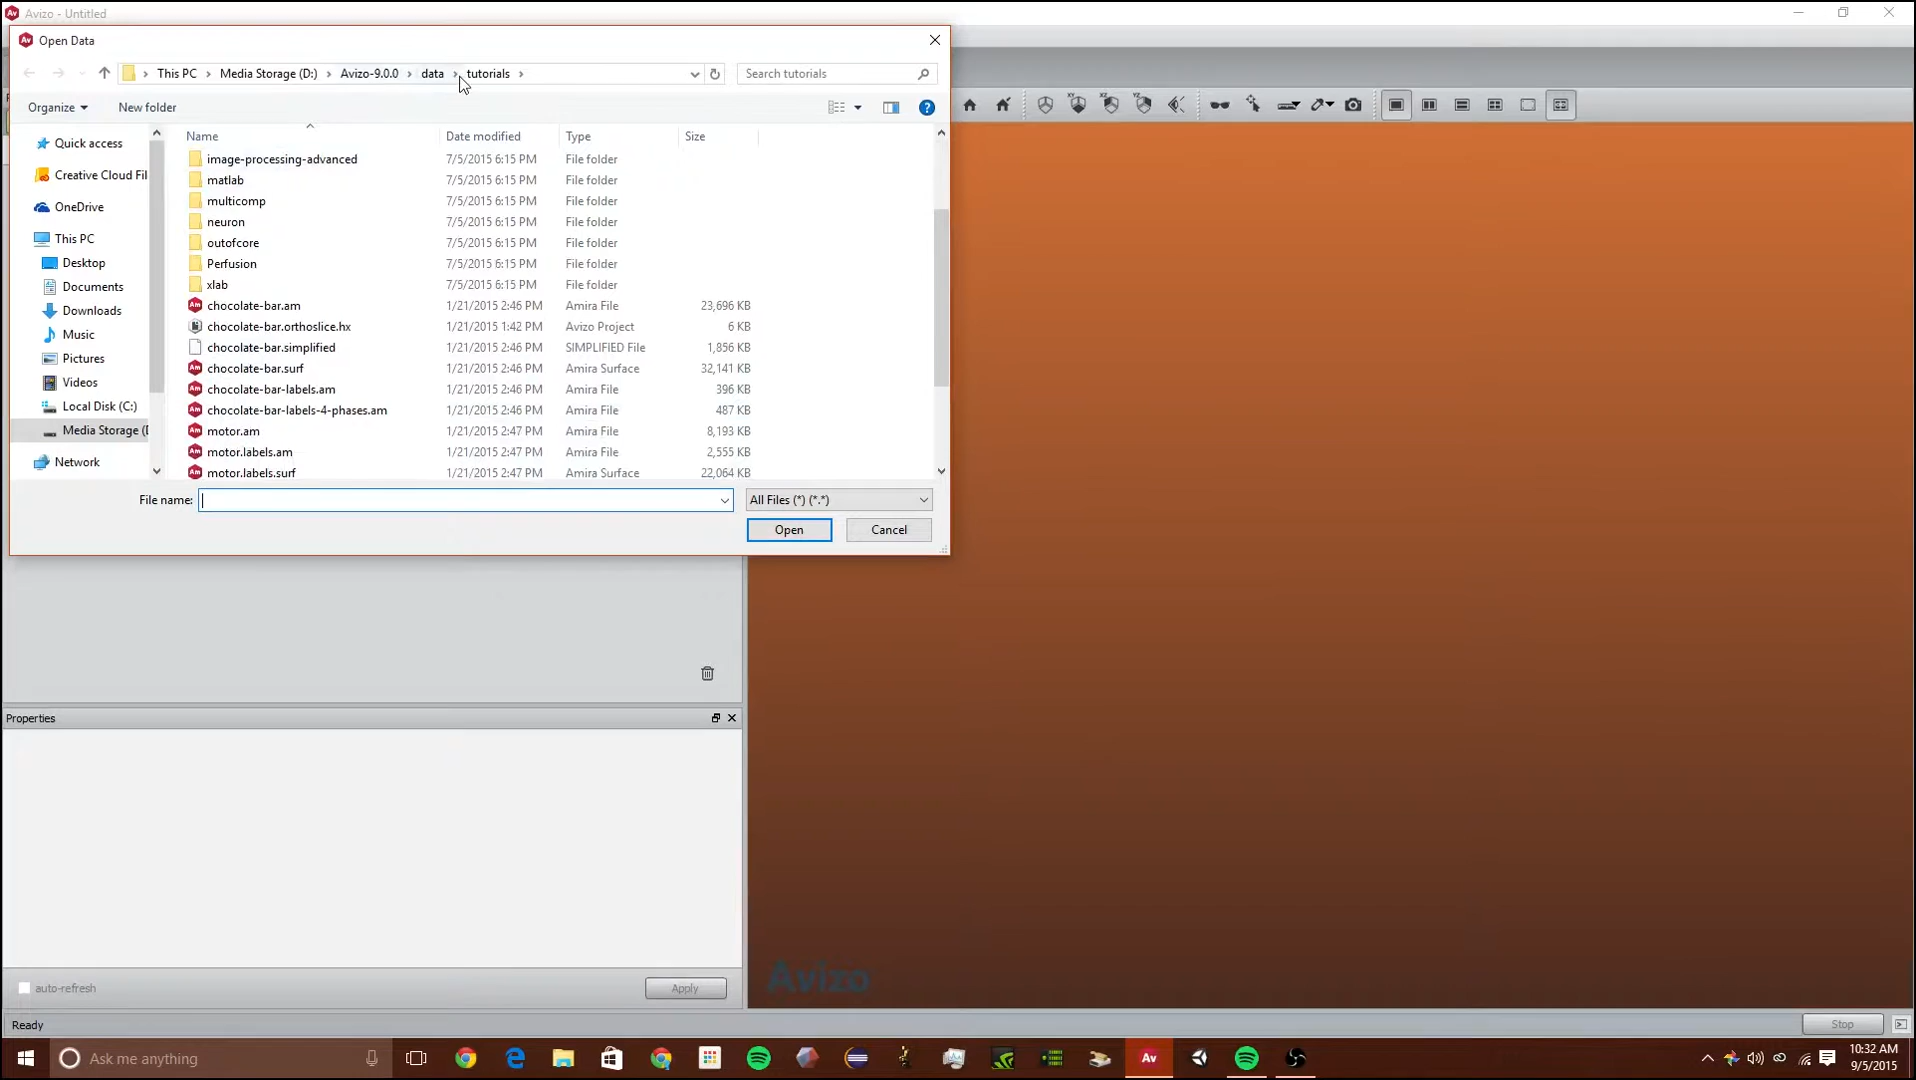 Avizo - Untitled
Open Data
This PC > Media Storage (D:) > Avizo-9.0.0 > data > tutorials >
Search tutorials
Organize
New folder
Name Date modified Type Size
Quick access
Creative Cloud Fil
OneDrive
This PC
Desktop
Documents
Downloads
Music
Pictures
Videos
Local Disk (C:)
Media Storage (D
Network
image-processing-advanced 7/5/2015 6:15 PM File folder
matlab 7/5/2015 6:15 PM File folder
multicomp 7/5/2015 6:15 PM File folder
neuron 7/5/2015 6:15 PM File folder
outofcore 7/5/2015 6:15 PM File folder
Perfusion 7/5/2015 6:15 PM File folder
xlab 7/5/2015 6:15 PM File folder
chocolate-bar.am 1/21/2015 2:46 PM Amira File 23,696 KB
chocolate-bar.orthoslice.hx 1/21/2015 1:42 PM Avizo Project 6 KB
chocolate-bar.simplified 1/21/2015 2:46 PM SIMPLIFIED File 1,856 KB
chocolate-bar.surf 1/21/2015 2:46 PM Amira Surface 32,141 KB
chocolate-bar-labels.am 1/21/2015 2:46 PM Amira File 396 KB
chocolate-bar-labels-4-phases.am 1/21/2015 2:46 PM Amira File 487 KB
motor.am 1/21/2015 2:47 PM Amira File 8,193 KB
motor.labels.am 1/21/2015 2:47 PM Amira File 2,555 KB
motor.labels.surf 1/21/2015 2:47 PM Amira Surface 22,064 KB
File name:
All Files (*) (*.*)
Open
Cancel
Properties
auto-refresh
Apply
Avizo
Ready
Stop
Ask me anything
10:32 AM
9/5/2015